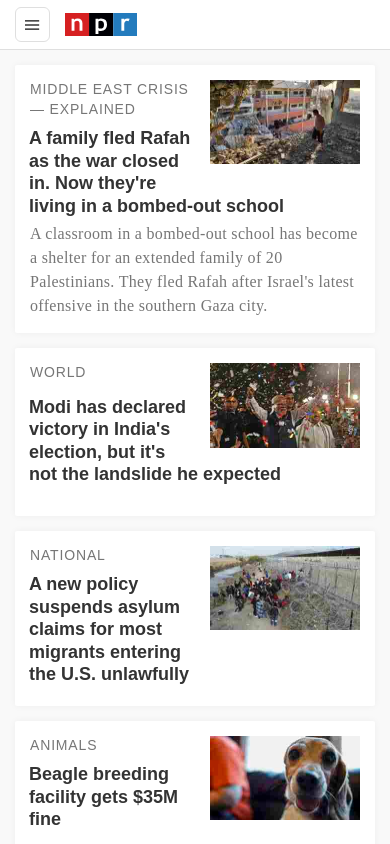 npr
MIDDLE EAST CRISIS
— EXPLAINED
A family fled Rafah
as the war closed
in. Now they're
living in a bombed-out school
A classroom in a bombed-out school has become
a shelter for an extended family of 20
Palestinians. They fled Rafah after Israel's latest
offensive in the southern Gaza city.
WORLD
Modi has declared
victory in India's
election, but it's
not the landslide he expected
NATIONAL
A new policy
suspends asylum
claims for most
migrants entering
the U.S. unlawfully
ANIMALS
Beagle breeding
facility gets $35M
fine